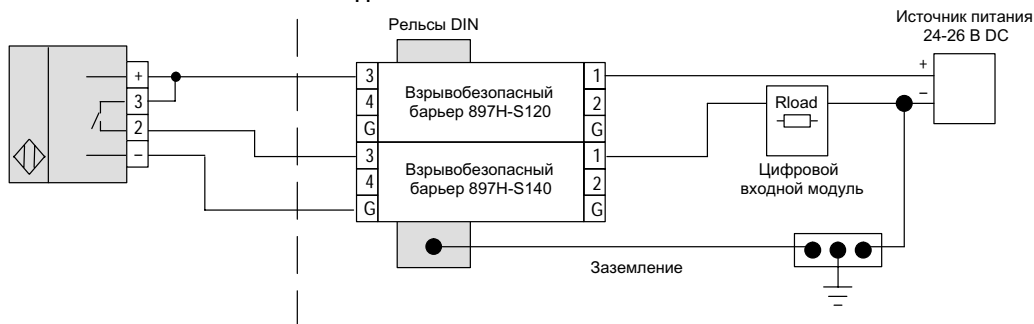 Рельсы DIN
Источник питания
24-26 В DC
+
3
2
–
3
4
G
Взрывобезопасный
барьер 897H-S120
1
2
G
3
4
G
Взрывобезопасный
барьер 897H-S140
1
2
G
Rload
Цифровой
входной модуль
+
–
Заземление